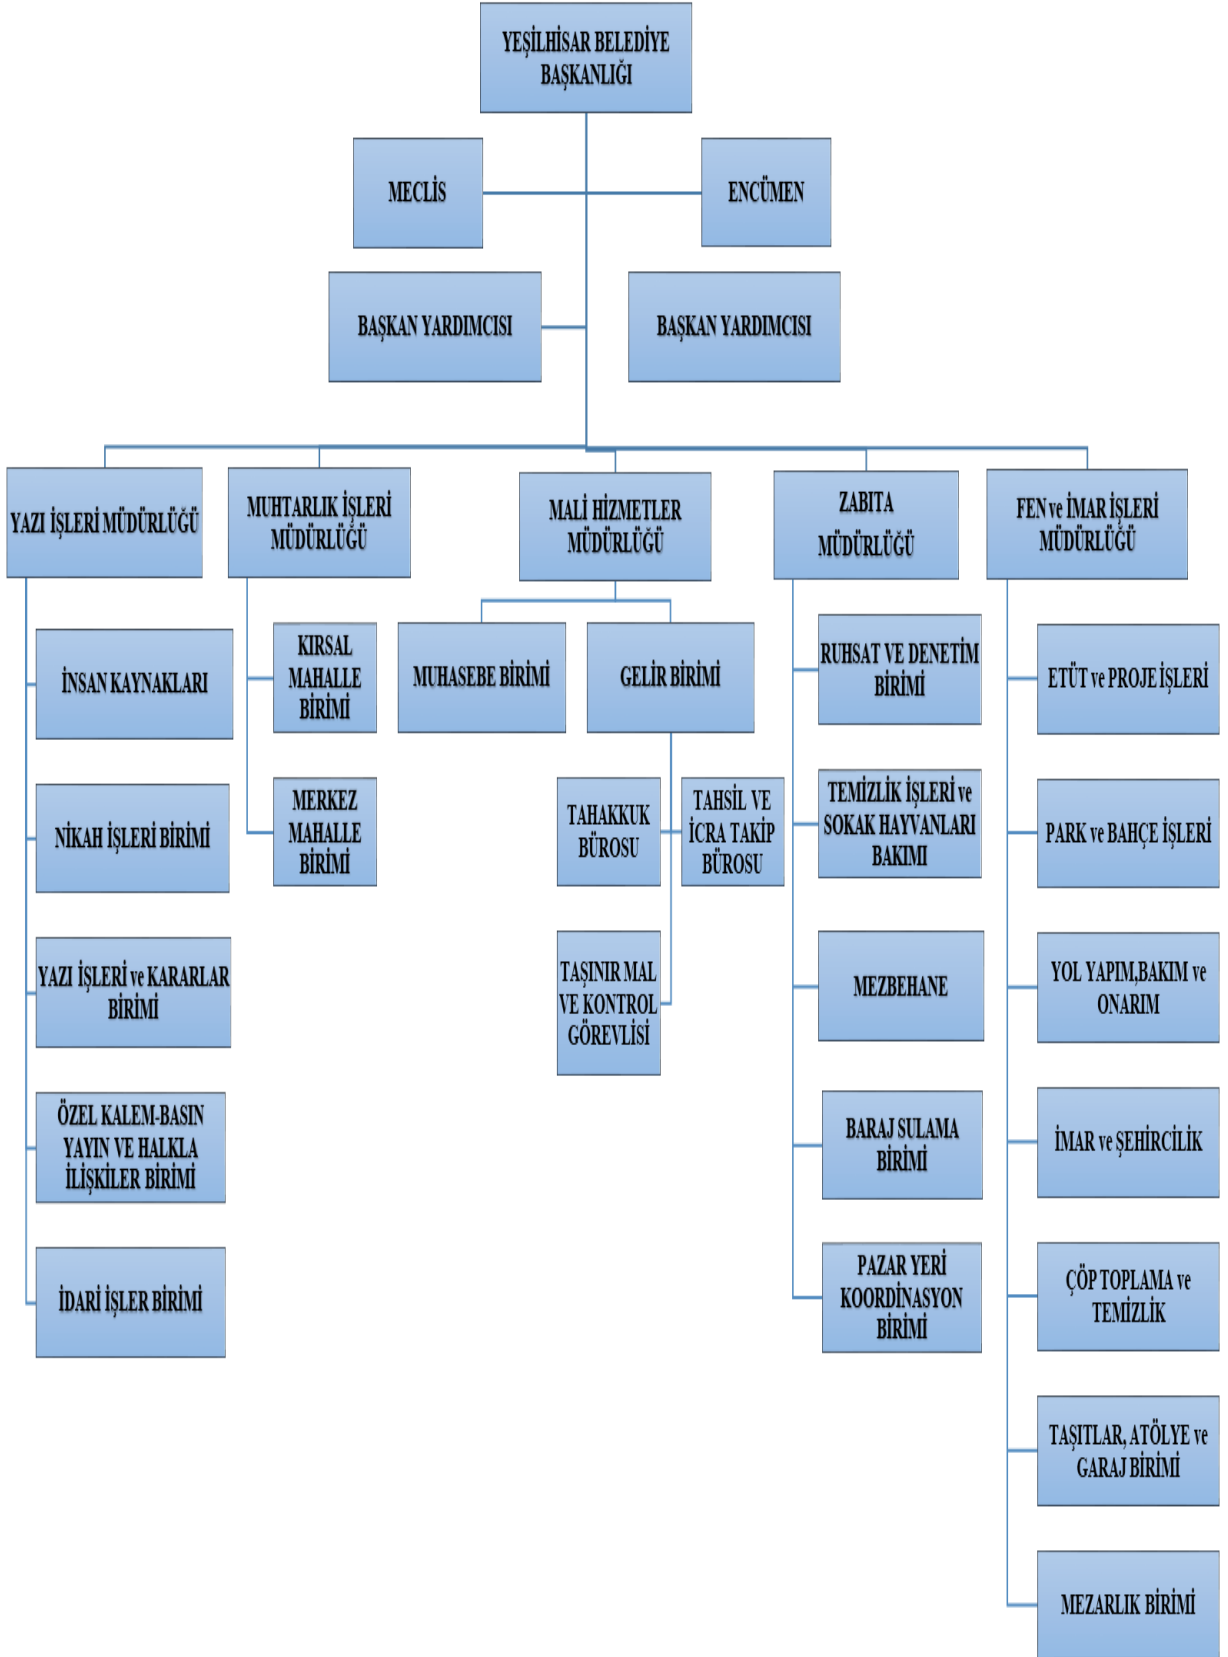 YEŞİLHİSAR BELEDİYE
BAŞKANLIĞI
MECLİS
ENCÜMEN
BAŞKAN YARDIMCISI
BAŞKAN YARDIMCISI
YAZI İŞLERİ MÜDÜRLÜĞÜ
MUHTARLIK İŞLERİ
MÜDÜRLÜĞÜ
MALİ HİZMETLER
MÜDÜRLÜĞÜ
ZABITA
MÜDÜRLÜĞÜ
FEN ve İMAR İŞLERİ
MÜDÜRLÜĞÜ
İNSAN KAYNAKLARI
NİKAH İŞLERİ BİRİMİ
YAZI İŞLERİ ve KARARLAR
BİRİMİ
ÖZEL KALEM-BASIN
YAYIN VE HALKLA
İLİŞKİLER BİRİMİ
İDARİ İŞLER BİRİMİ
KIRSAL
MAHALLE
BİRİMİ
MERKEZ
MAHALLE
BİRİMİ
MUHASEBE BİRİMİ
GELİR BİRİMİ
TAHAKKUK
BÜROSU
TAHSİL VE
İCRA TAKİP
BÜROSU
TAŞINIR MAL
VE KONTROL
GÖREVLİSİ
RUHSAT VE DENETİM
BİRİMİ
TEMİZLİK İŞLERİ ve
SOKAK HAYVANLARI
BAKIMI
MEZBEHANE
BARAJ SULAMA
BİRİMİ
PAZAR YERİ
KOORDİNASYON
BİRİMİ
ETÜT ve PROJE İŞLERİ
PARK ve BAHÇE İŞLERİ
YOL YAPIM,BAKIM ve
ONARIM
İMAR ve ŞEHİRCİLİK
ÇÖP TOPLAMA ve
TEMİZLİK
TAŞITLAR, ATÖLYE ve
GARAJ BİRİMİ
MEZARLIK BİRİMİ